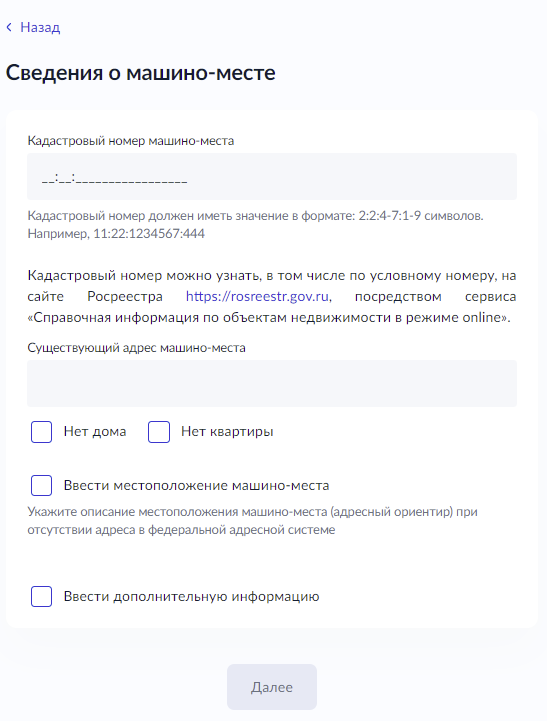 Назад
Сведения о машино-месте
Кадастровый номер машино-места
__:__:_________________
Кадастровый номер должен иметь значение в формате: 2:2:4-7:1-9 символов.
Например, 11:22:1234567:444
Кадастровый номер можно узнать, в том числе по условному номеру, на
сайте Росреестра https://rosreestr.gov.ru, посредством сервиса
«Справочная информация по объектам недвижимости в режиме online».
Существующий адрес машино-места
Нет дома Нет квартиры
Ввести местоположение машино-места
Укажите описание местоположения машино-места (адресный ориентир) при
отсутствии адреса в федеральной адресной системе
Ввести дополнительную информацию
Далее